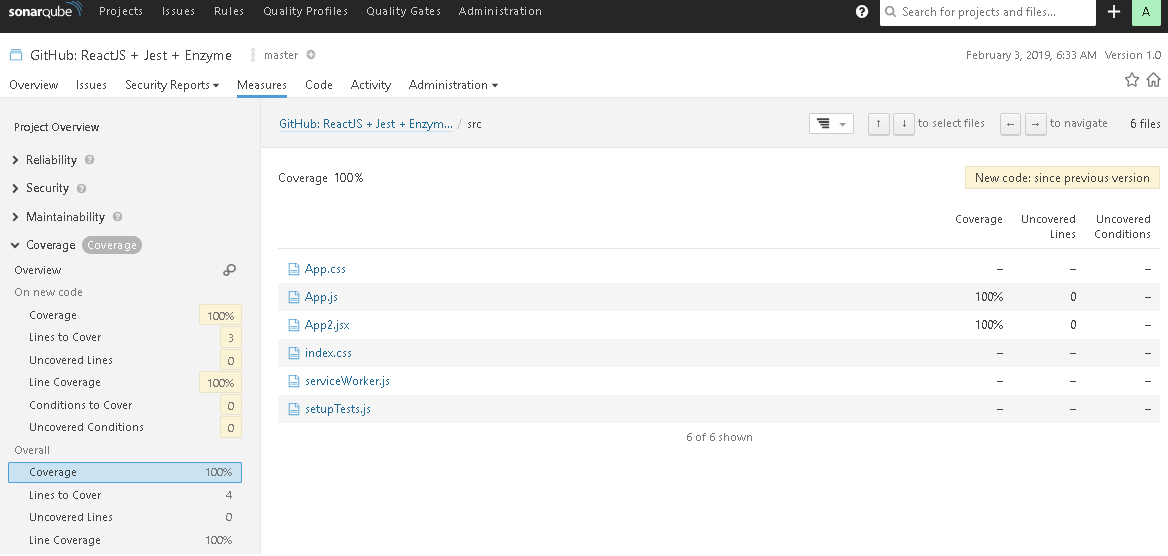 sonarqube Projects Issues Rules Quality Profiles Quality Gates Administration ? Search for projects and files... + A
GitHub: ReactJS + Jest + Enzyme master February 3, 2019, 6:33 AM Version 1.0
Overview Issues Security Reports Measures Code Activity Administration
Project Overview
Reliability ?
Security ?
Maintainability ?
Coverage Coverage
Overview
On new code
Coverage 100%
Lines to Cover 3
Uncovered Lines 0
Line Coverage 100%
Conditions to Cover 0
Uncovered Conditions 0
Overall
Coverage 100%
Lines to Cover 4
Uncovered Lines 0
Line Coverage 100%
GitHub: ReactJS + Jest + Enzym... / src ↑ ↓ to select files ← → to navigate 6 files
Coverage 100% New code: since previous version
Coverage Uncovered Lines Uncovered Conditions
App.css – – –
App.js 100% 0 –
App2.jsx 100% 0 –
index.css – – –
serviceWorker.js – – –
setupTests.js – – –
6 of 6 shown